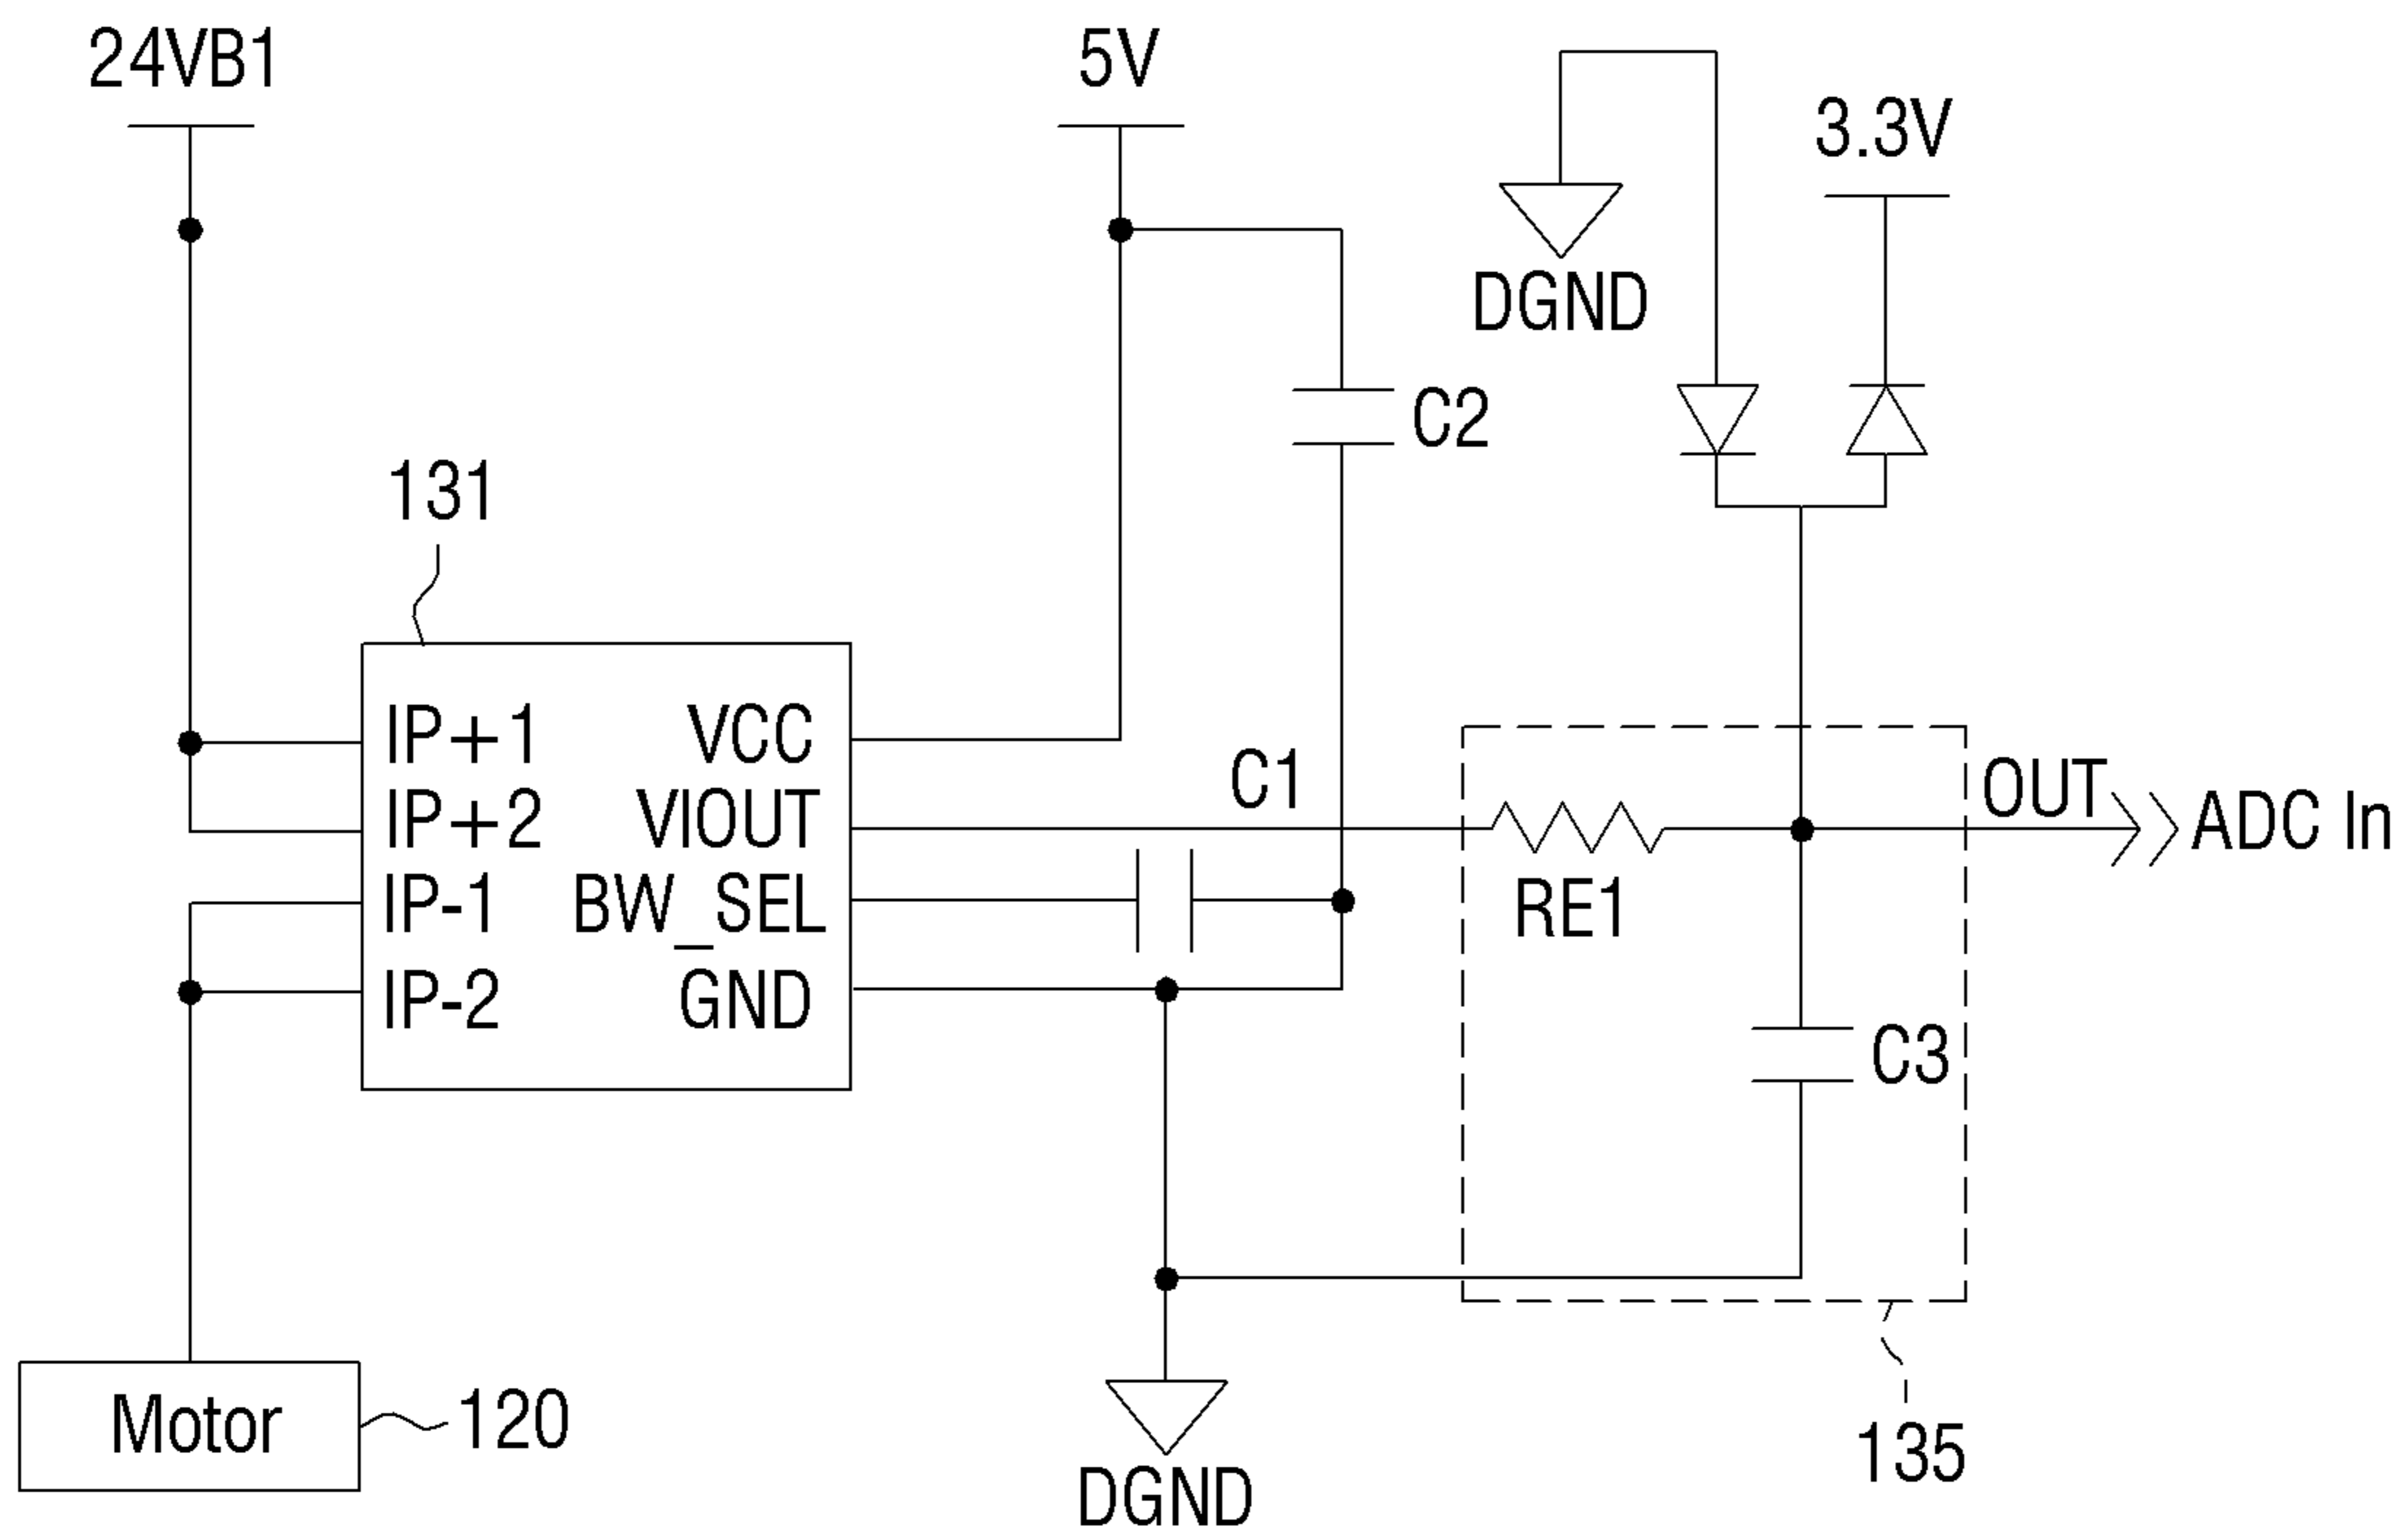 24VB1
5V
3.3V
DGND
C2
131
IP+1 VCC
IP+2 VIOUT
IP-1 BW_SEL
IP-2 GND
C1
OUT
ADC In
RE1
C3
Motor
120
135
DGND